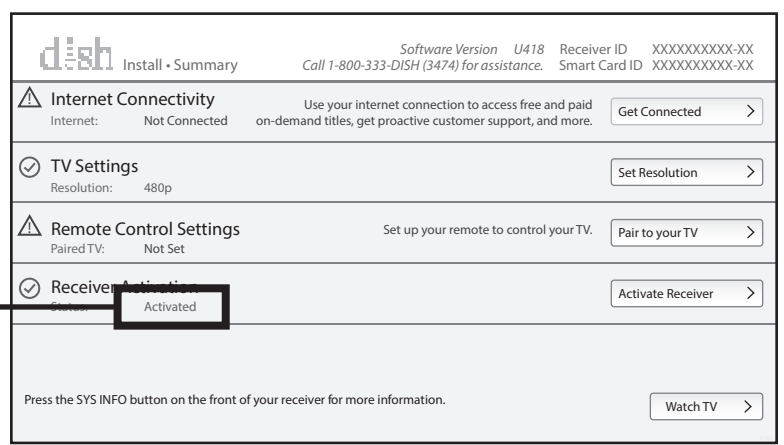 dish Install • Summary
Software Version U418 Receiver ID XXXXXXXXXX-XX
Call 1-800-333-DISH (3474) for assistance. Smart Card ID XXXXXXXXXX-XX
Internet Connectivity
Internet: Not Connected
Use your internet connection to access free and paid
on-demand titles, get proactive customer support, and more.
Get Connected
TV Settings
Resolution: 480p
Set Resolution
Remote Control Settings
Paired TV: Not Set
Set up your remote to control your TV.
Pair to your TV
Receiver Activation
Status: Activated
Activate Receiver
Press the SYS INFO button on the front of your receiver for more information.
Watch TV